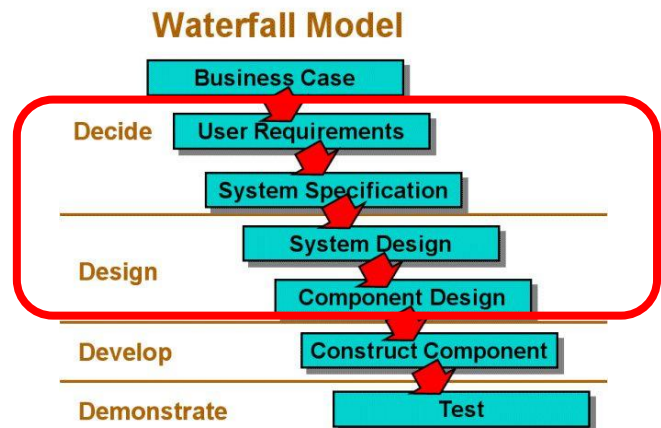 Waterfall Model
Business Case
Decide
User Requirements
System Specification
System Design
Design
Component Design
Develop
Construct Component
Demonstrate
Test